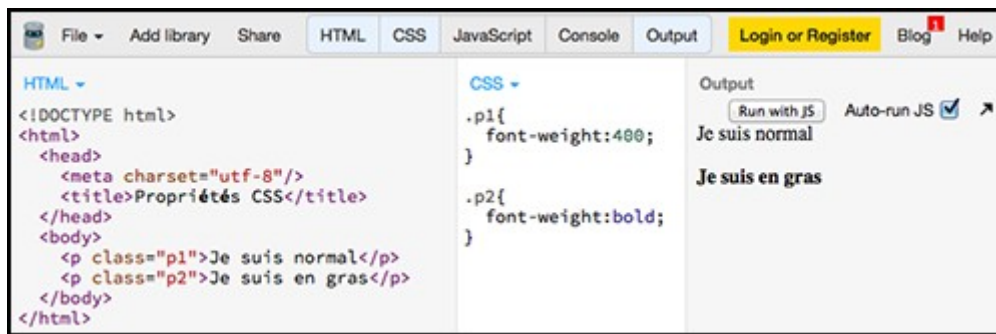 File Add library Share HTML CSS JavaScript Console Output Login or Register Blog 1 Help
HTML
<!DOCTYPE html>
<html>
<head>
<meta charset="utf-8"/>
<title>Propriétés CSS</title>
</head>
<body>
<p class="p1">Je suis normal</p>
<p class="p2">Je suis en gras</p>
</body>
</html>
CSS
.p1{
font-weight:400;
}
.p2{
font-weight:bold;
}
Output
Run with JS Auto-run JS
Je suis normal
Je suis en gras